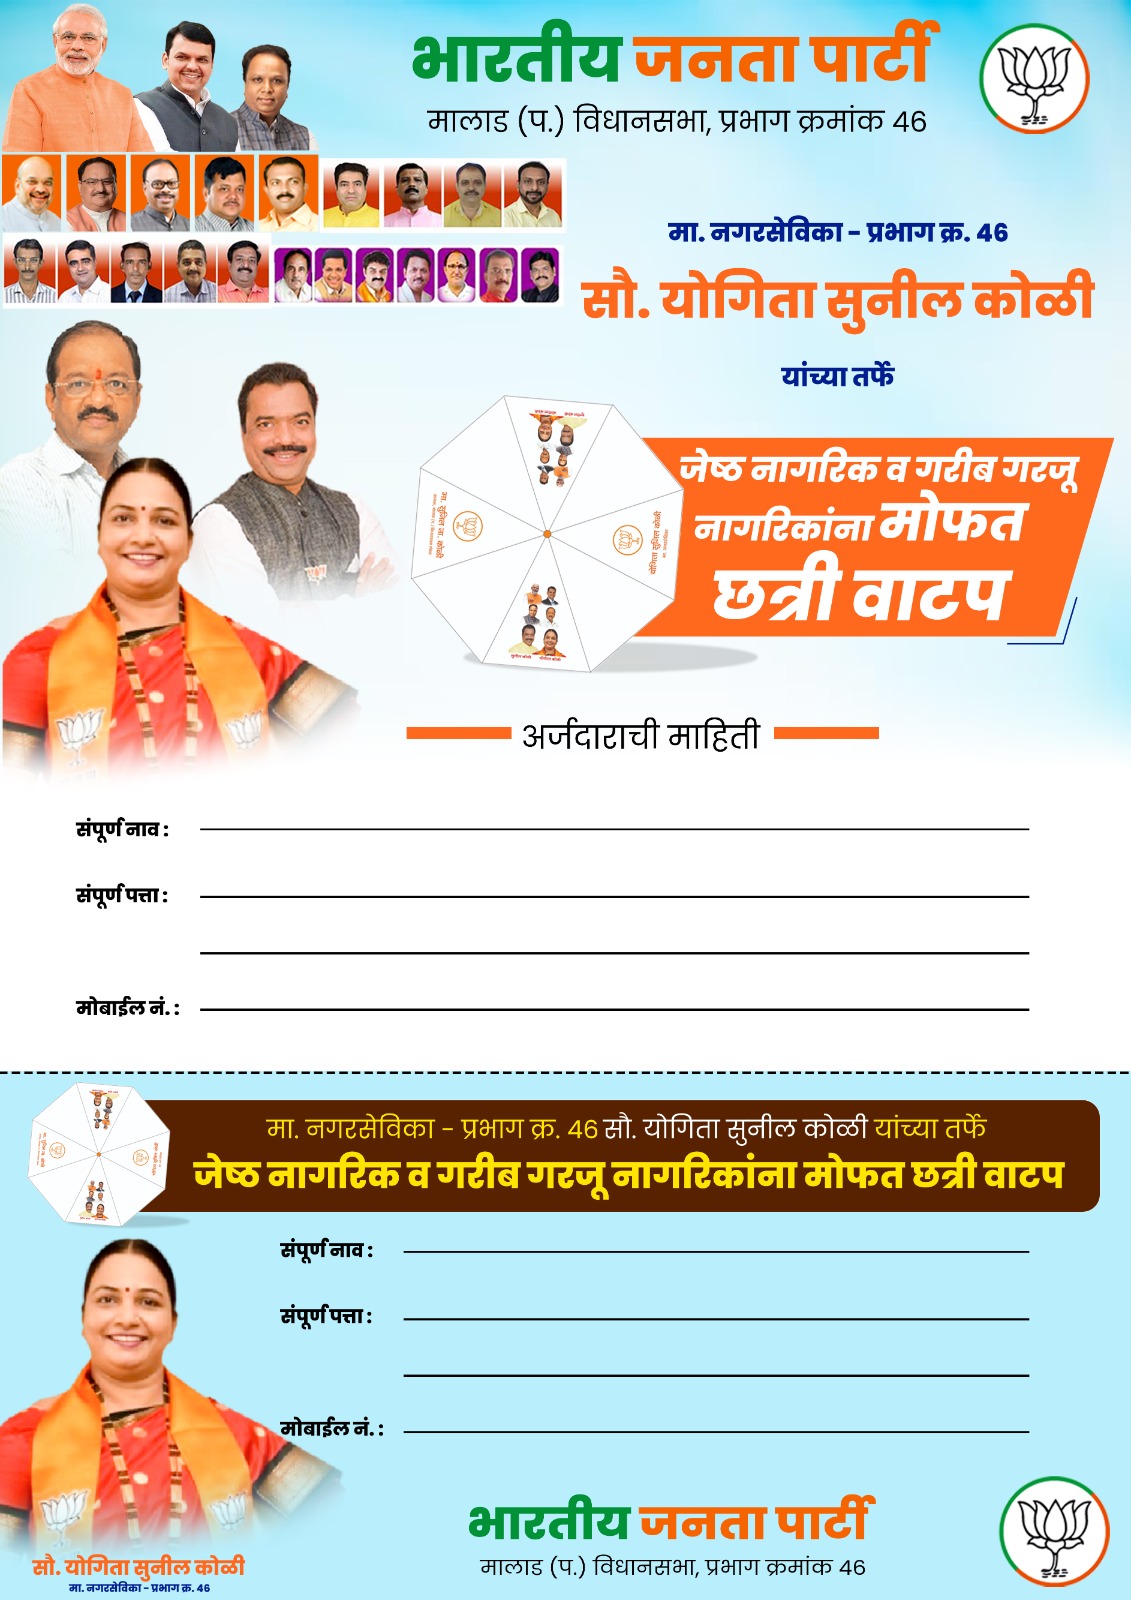 भारतीय जनता पार्टी
मालाड (प.) विधानसभा, प्रभाग क्रमांक 46
मा. नगरसेविका - प्रभाग क्र. 46
सौ. योगिता सुनील कोळी
यांच्या तर्फे
जेष्ठ नागरिक व गरीब गरजू
नागरिकांना मोफत
छत्री वाटप
योगिता सुनिल कोळी
अर्जदाराची माहिती
संपूर्ण नाव :
संपूर्ण पत्ता :
मोबाईल नं. :
मा. नगरसेविका - प्रभाग क्र. 46 सौ. योगिता सुनील कोळी यांच्या तर्फे
जेष्ठ नागरिक व गरीब गरजू नागरिकांना मोफत छत्री वाटप
संपूर्ण नाव :
संपूर्ण पत्ता :
मोबाईल नं. :
भारतीय जनता पार्टी
मालाड (प.) विधानसभा, प्रभाग क्रमांक 46
सौ. योगिता सुनील कोळी
मा. नगरसेविका - प्रभाग क्र. 46